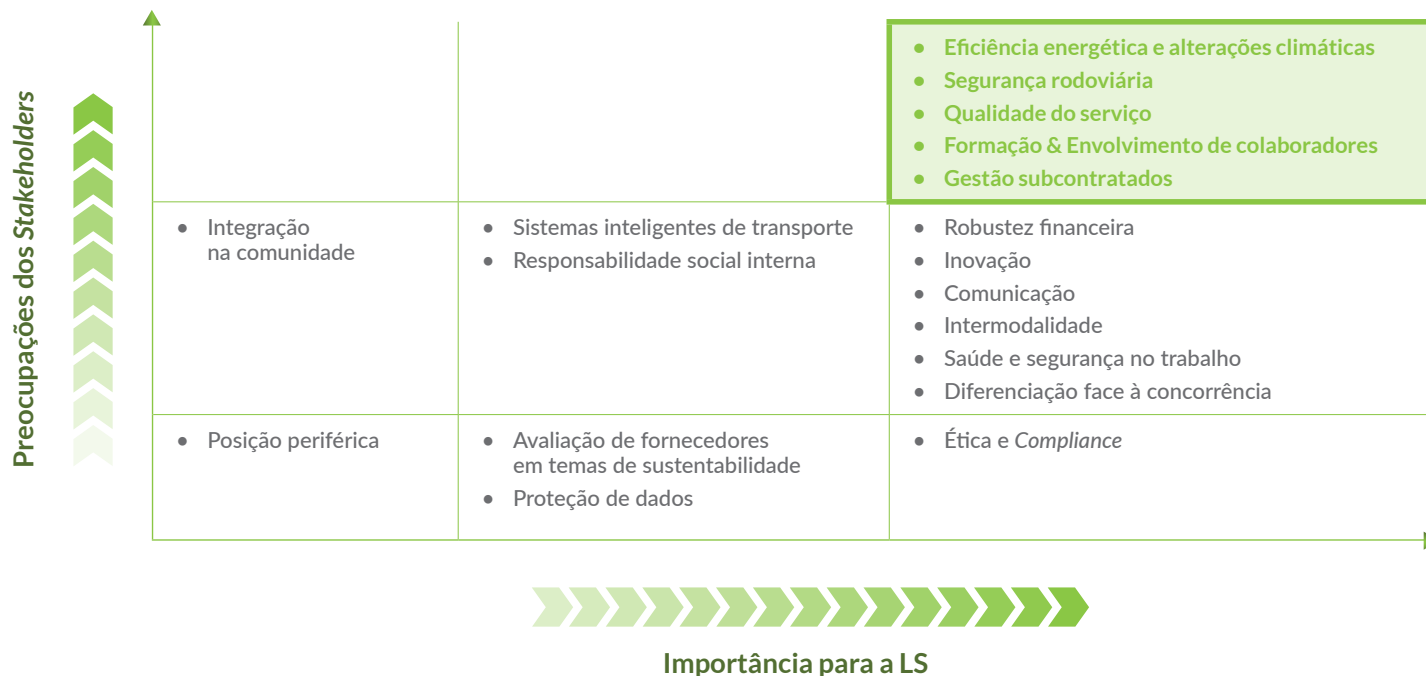 Preocupações dos Stakeholders
• Eficiência energética e alterações climáticas
• Segurança rodoviária
• Qualidade do serviço
• Formação & Envolvimento de colaboradores
• Gestão subcontratados
• Integração
na comunidade
• Sistemas inteligentes de transporte
• Responsabilidade social interna
• Robustez financeira
• Inovação
• Comunicação
• Intermodalidade
• Saúde e segurança no trabalho
• Diferenciação face à concorrência
• Posição periférica
• Avaliação de fornecedores
em temas de sustentabilidade
• Proteção de dados
• Ética e Compliance
Importância para a LS